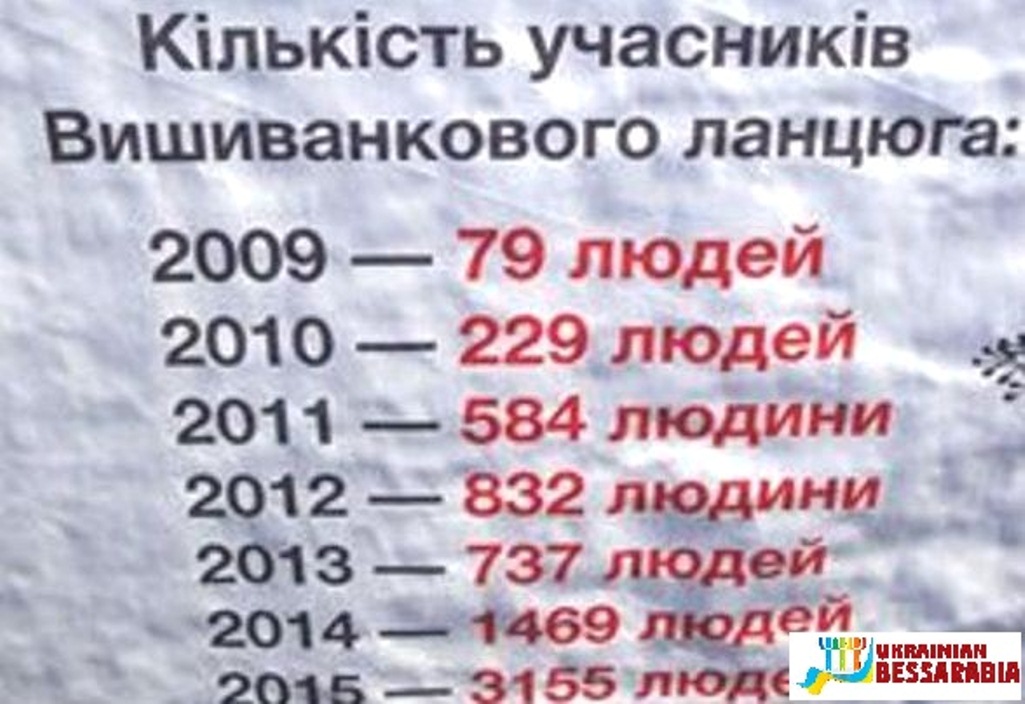 Кількість учасників
Вишиванкового ланцюга:
2009 — 79 людей
2010 — 229 людей
2011 — 584 людини
2012 — 832 людини
2013 — 737 людей
2014 — 1469 людей
2015 — 3155
UKRAINIAN
BESSARABIA